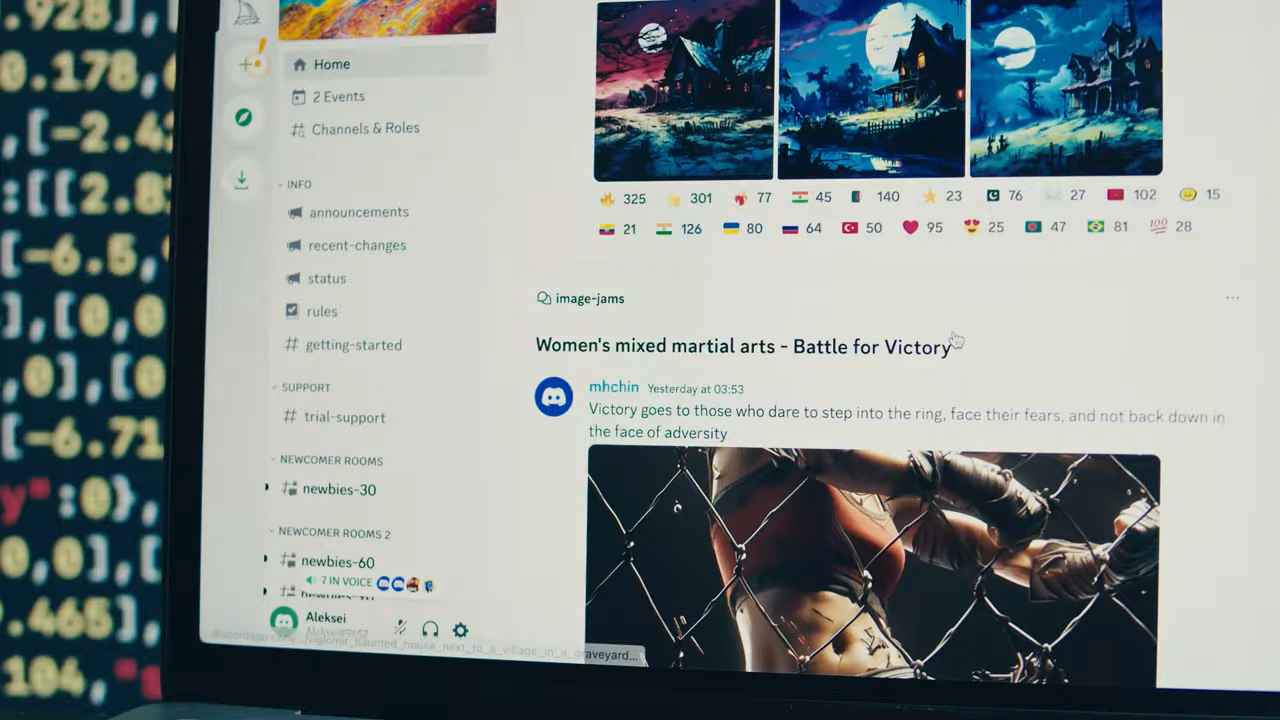 .928],
0.178,
,[-2.4
:[[2.8
[-6.5,
],[0,0
,0],[0
[-6.71
y":0},
0,0],[
.465],
104,"
Home
2 Events
Channels & Roles
INFO
announcements
recent-changes
status
rules
getting-started
SUPPORT
trial-support
NEWCOMER ROOMS
newbies-30
NEWCOMER ROOMS 2
newbies-60
7 IN VOICE
Aleksei
325 301 77 45 140 23 76 27 102 15
21 126 80 64 50 95 25 47 81 100 28
image-jams
Women's mixed martial arts - Battle for Victory
mhchin Yesterday at 03:53
Victory goes to those who dare to step into the ring, face their fears, and not back down in
the face of adversity
haunted_house_next_to_a_village_in_a_graveyard...